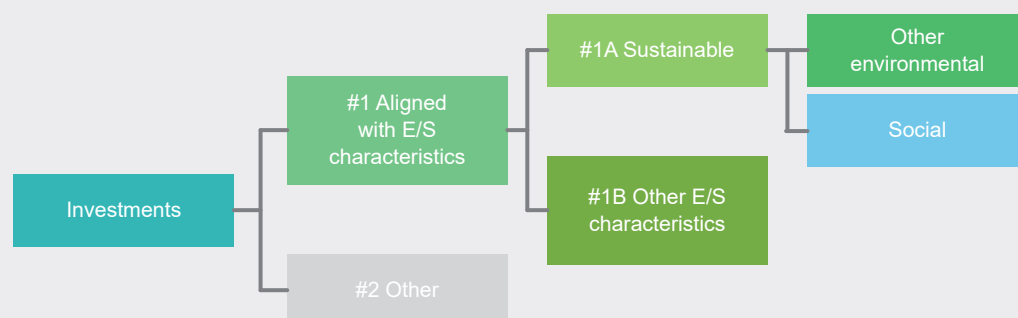 Investments
#1 Aligned
with E/S
characteristics
#2 Other
#1A Sustainable
#1B Other E/S
characteristics
Other
environmental
Social